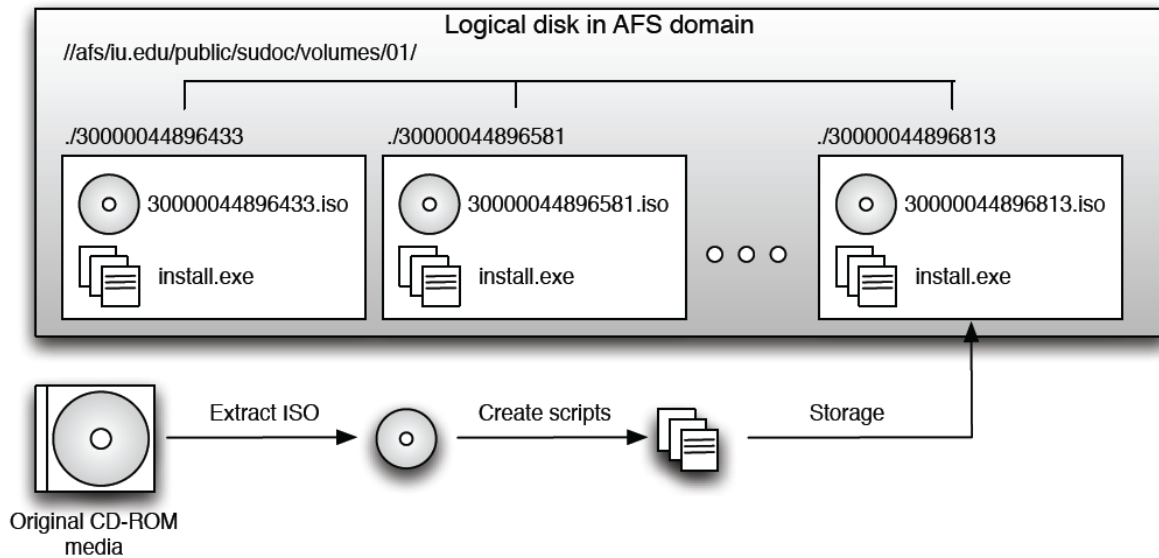 Logical disk in AFS domain
//afs/iu.edu/public/sudoc/volumes/01/
./30000044896433
./30000044896581
./30000044896813
30000044896433.iso
30000044896581.iso
30000044896813.iso
install.exe
install.exe
install.exe
Extract ISO
Create scripts
Storage
Original CD-ROM
media